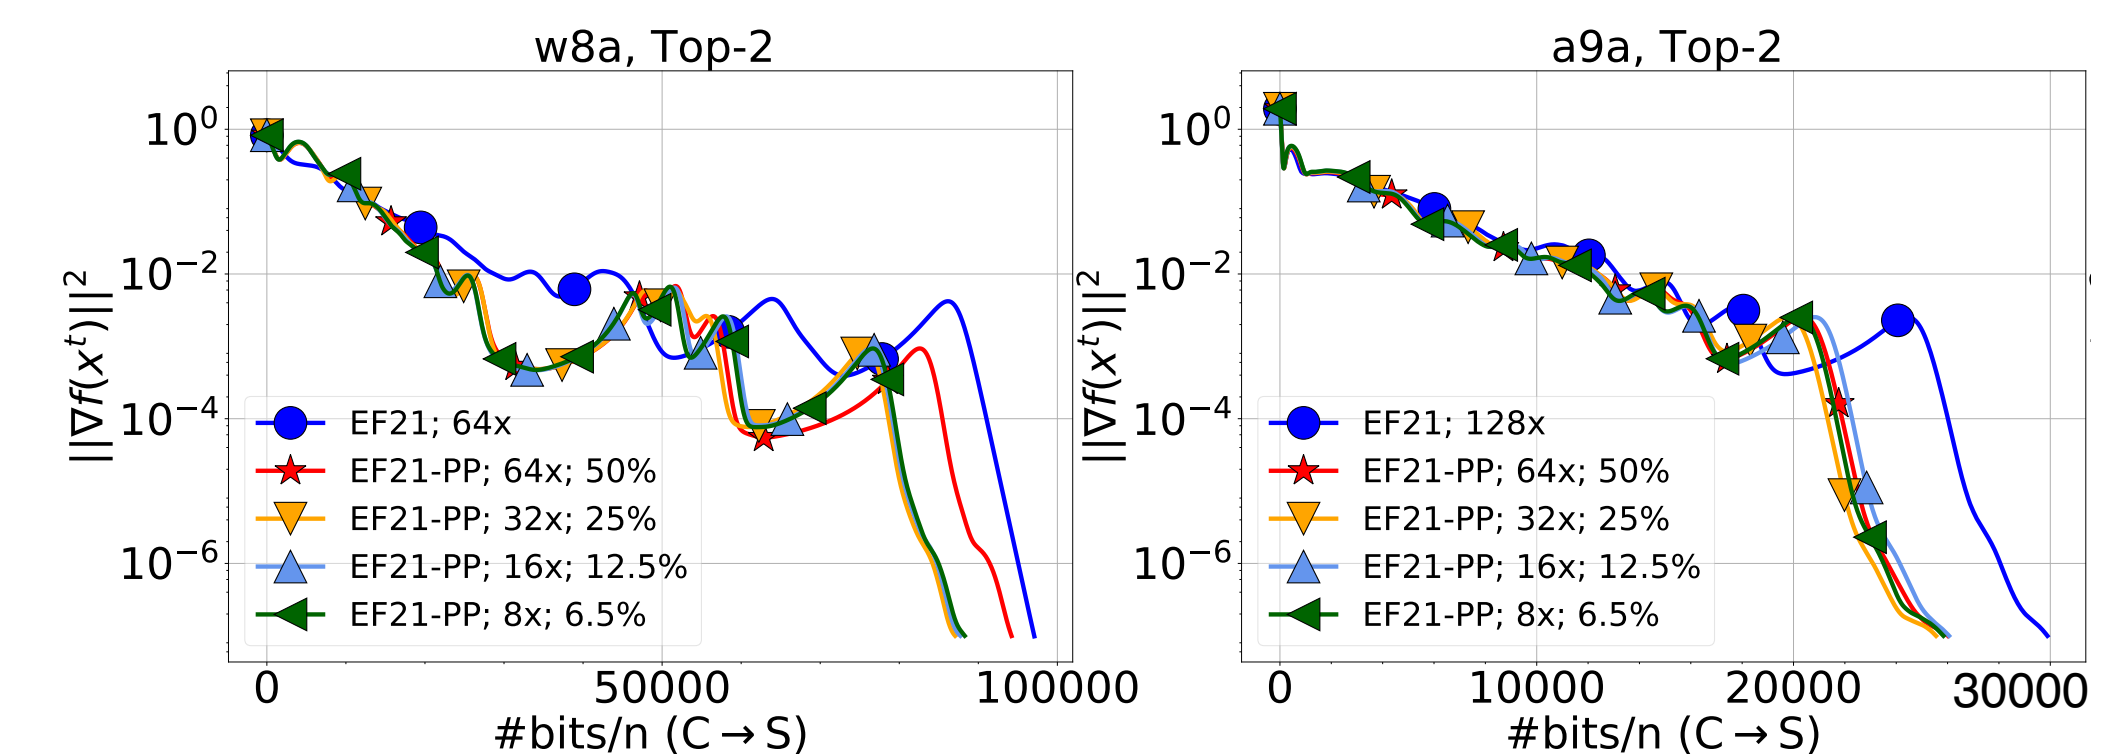 w8a, Top-2
||∇f(x^t)||^2
10^0
10^−2
10^−4
10^−6
EF21; 64x
EF21-PP; 64x; 50%
EF21-PP; 32x; 25%
EF21-PP; 16x; 12.5%
EF21-PP; 8x; 6.5%
0 50000 100000
#bits/n (C→S)
a9a, Top-2
||∇f(x^t)||^2
10^0
10^−2
10^−4
10^−6
EF21; 128x
EF21-PP; 64x; 50%
EF21-PP; 32x; 25%
EF21-PP; 16x; 12.5%
EF21-PP; 8x; 6.5%
0 10000 20000 30000
#bits/n (C→S)